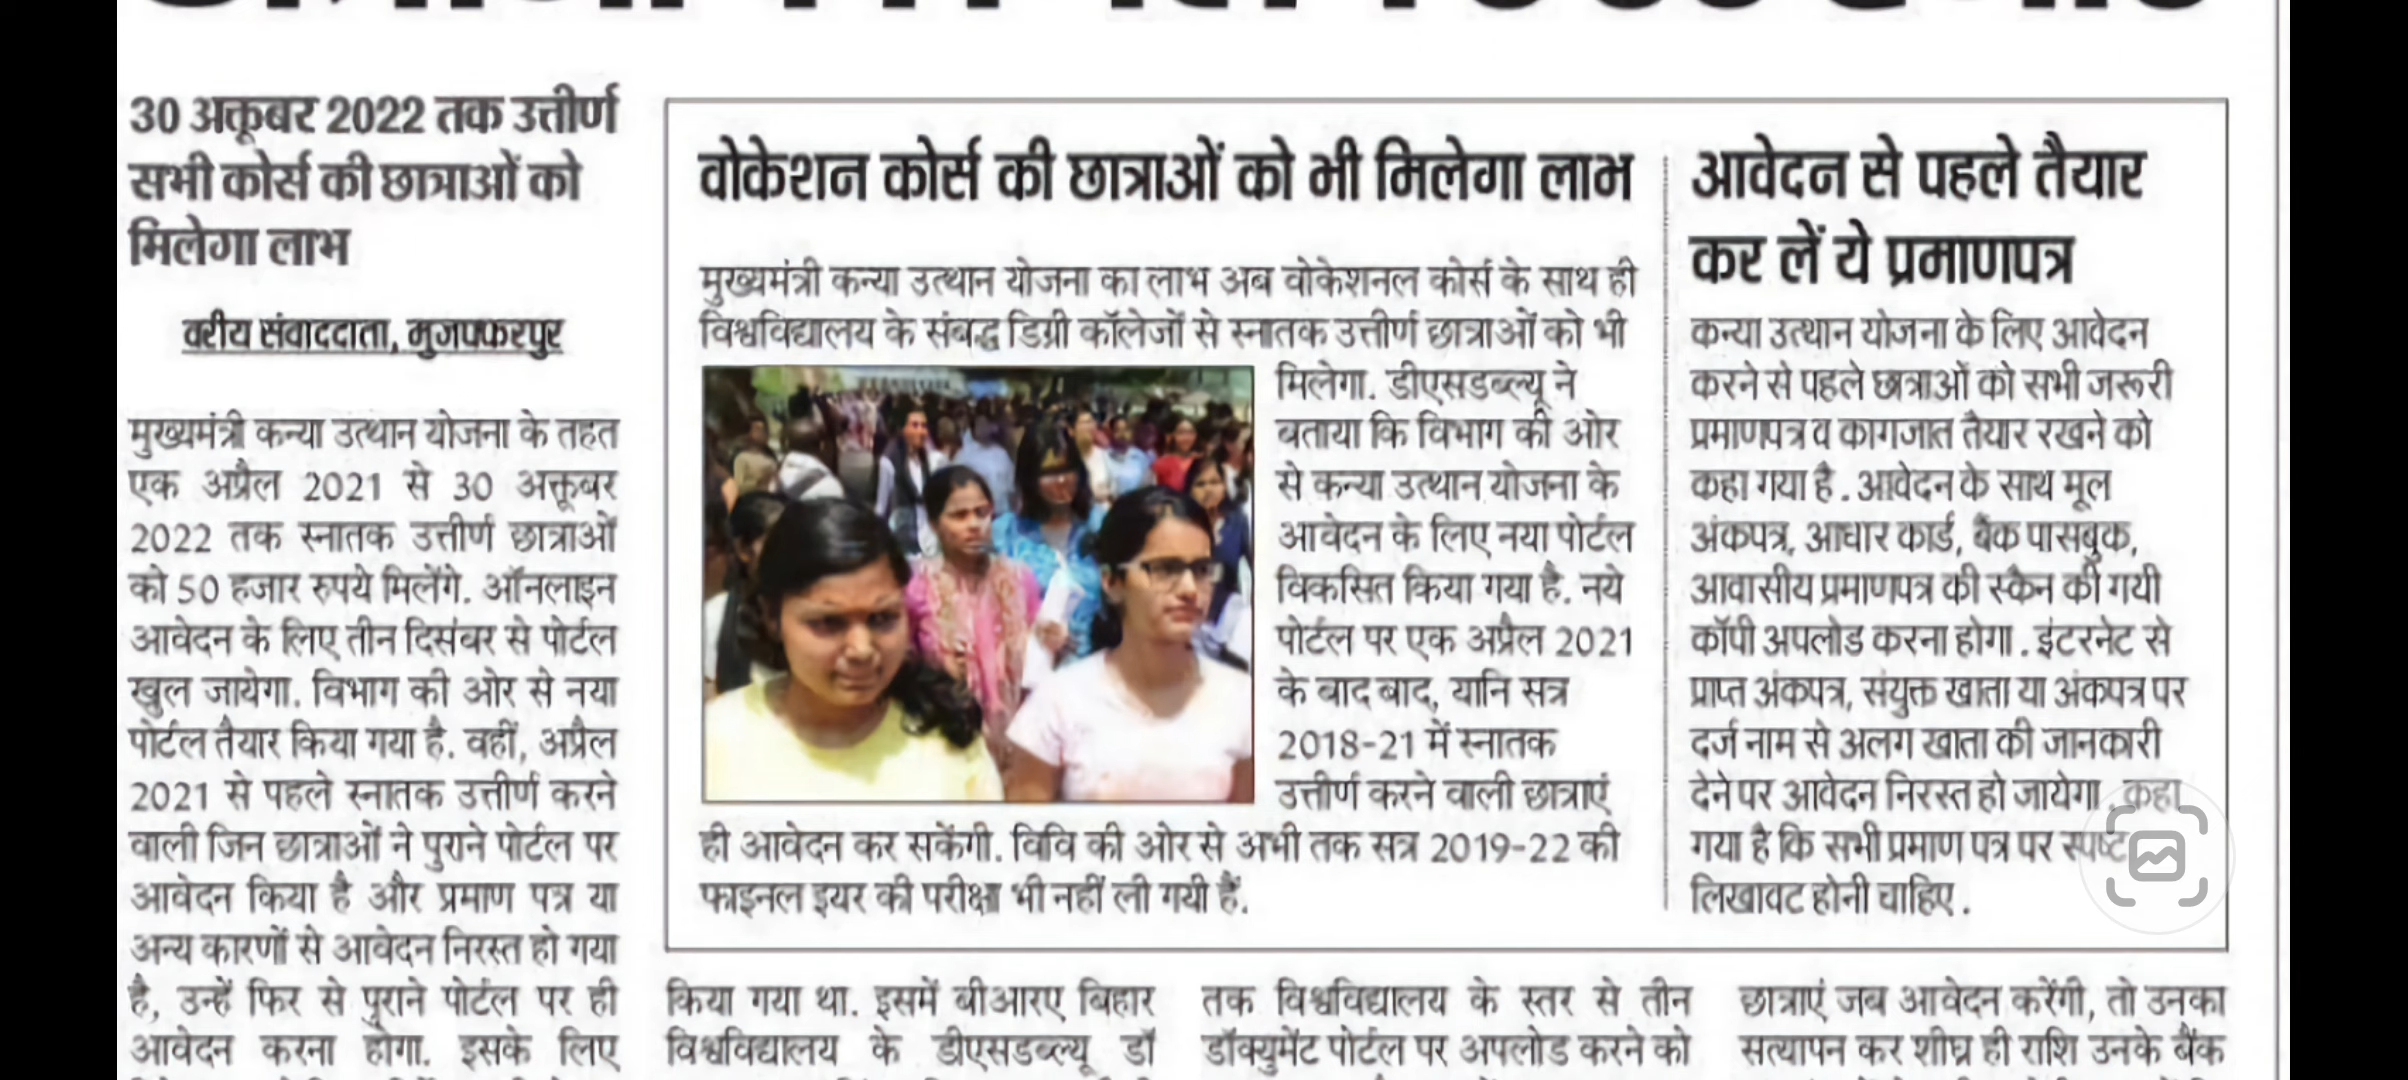 30 अक्तूबर 2022 तक उत्तीर्ण
सभी कोर्स की छात्राओं को
मिलेगा लाभ
वरीय संवाददाता, मुजफ्फरपुर
मुख्यमंत्री कन्या उत्थान योजना के तहत
एक अप्रैल 2021 से 30 अक्तूबर
2022 तक स्नातक उत्तीर्ण छात्राओं
को 50 हजार रुपये मिलेंगे. ऑनलाइन
आवेदन के लिए तीन दिसंबर से पोर्टल
खुल जायेगा. विभाग की ओर से नया
पोर्टल तैयार किया गया है. वहीं, अप्रैल
2021 से पहले स्नातक उत्तीर्ण करने
वाली जिन छात्राओं ने पुराने पोर्टल पर
आवेदन किया है और प्रमाण पत्र या
अन्य कारणों से आवेदन निरस्त हो गया
है, उन्हें फिर से पुराने पोर्टल पर ही
आवेदन करना होगा. इसके लिए
वोकेशन कोर्स की छात्राओं को भी मिलेगा लाभ
मुख्यमंत्री कन्या उत्थान योजना का लाभ अब वोकेशनल कोर्स के साथ ही
विश्वविद्यालय के संबद्ध डिग्री कॉलेजों से स्नातक उत्तीर्ण छात्राओं को भी
मिलेगा. डीएसडब्ल्यू ने
बताया कि विभाग की ओर
से कन्या उत्थान योजना के
आवेदन के लिए नया पोर्टल
विकसित किया गया है. नये
पोर्टल पर एक अप्रैल 2021
के बाद बाद, यानि सत्र
2018-21 में स्नातक
उत्तीर्ण करने वाली छात्राएं
ही आवेदन कर सकेंगी. विवि की ओर से अभी तक सत्र 2019-22 की
फाइनल इयर की परीक्षा भी नहीं ली गयी हैं.
आवेदन से पहले तैयार
कर लें ये प्रमाणपत्र
कन्या उत्थान योजना के लिए आवेदन
करने से पहले छात्राओं को सभी जरूरी
प्रमाणपत्र व कागजात तैयार रखने को
कहा गया है. आवेदन के साथ मूल
अंकपत्र, आधार कार्ड, बैंक पासबुक,
आवासीय प्रमाणपत्र की स्कैन की गयी
कॉपी अपलोड करना होगा. इंटरनेट से
प्राप्त अंकपत्र, संयुक्त खाता या अंकपत्र पर
दर्ज नाम से अलग खाता की जानकारी
देने पर आवेदन निरस्त हो जायेगा. कहा
गया है कि सभी प्रमाण पत्र पर स्पष्ट
लिखावट होनी चाहिए.
किया गया था. इसमें बीआरए बिहार
विश्वविद्यालय के डीएसडब्ल्यू डॉ
तक विश्वविद्यालय के स्तर से तीन
डॉक्युमेंट पोर्टल पर अपलोड करने को
छात्राएं जब आवेदन करेंगी, तो उनका
सत्यापन कर शीघ्र ही राशि उनके बैंक